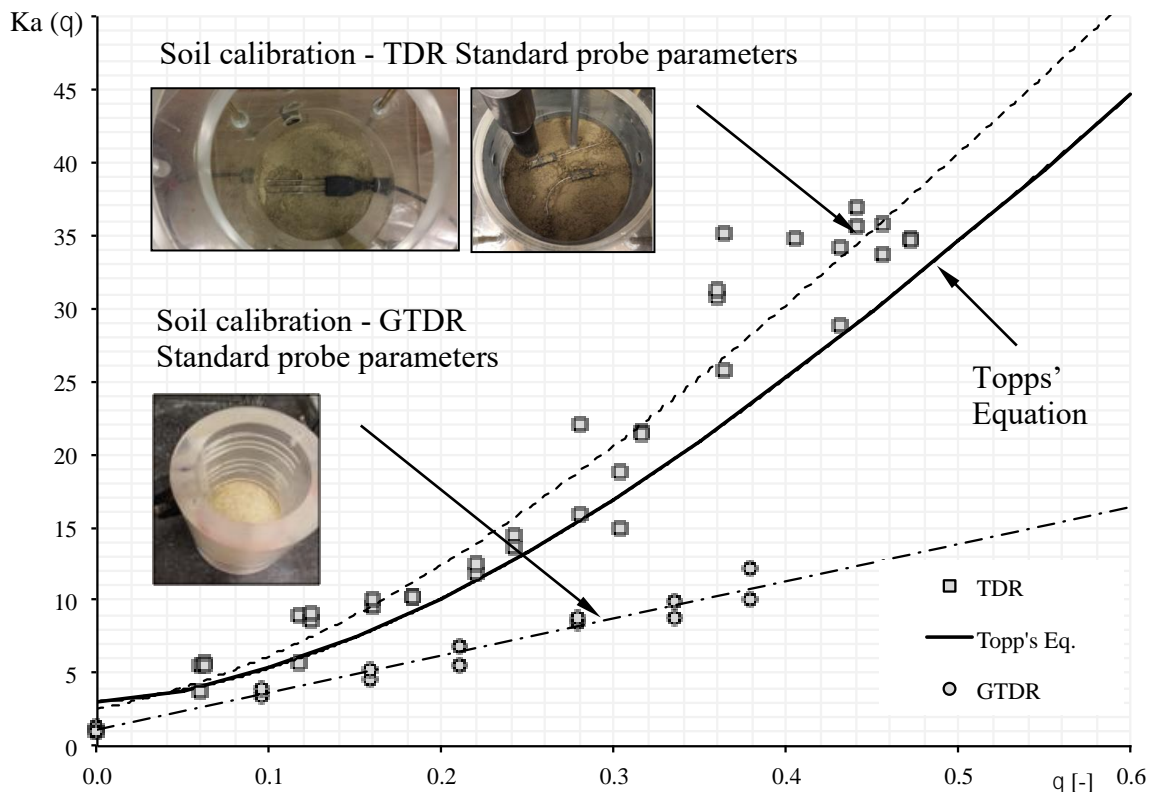 Ka (q)
Soil calibration - TDR Standard probe parameters
45
40
35
30
Soil calibration - GTDR
Standard probe parameters
25
Topps’
Equation
20
15
10
TDR
Topp's Eq.
5
GTDR
0
0.0
0.1
0.2
0.3
0.4
0.5
q [-]
0.6